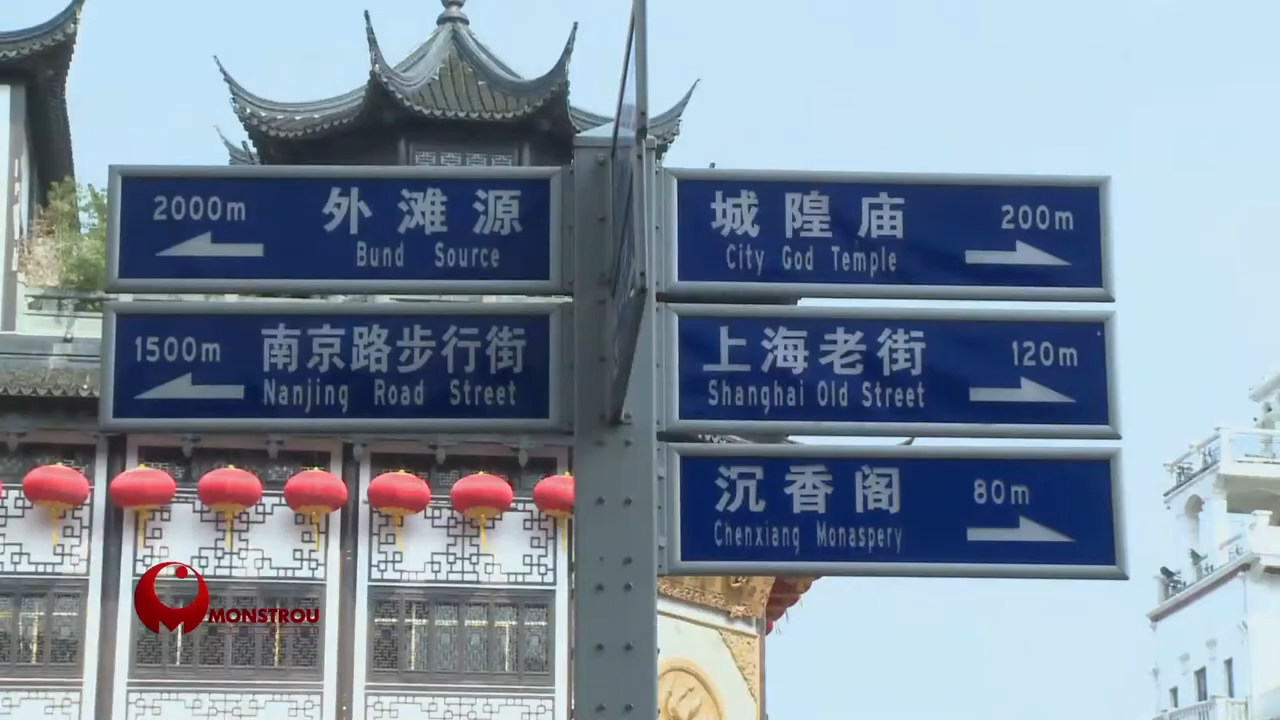 2000m 外滩源
Bund Source
1500m 南京路步行街
Nanjing Road Street
城隍庙 200m
City God Temple
上海老街 120m
Shanghai Old Street
沉香阁 80m
Chenxiang Monaspery
MONSTROU